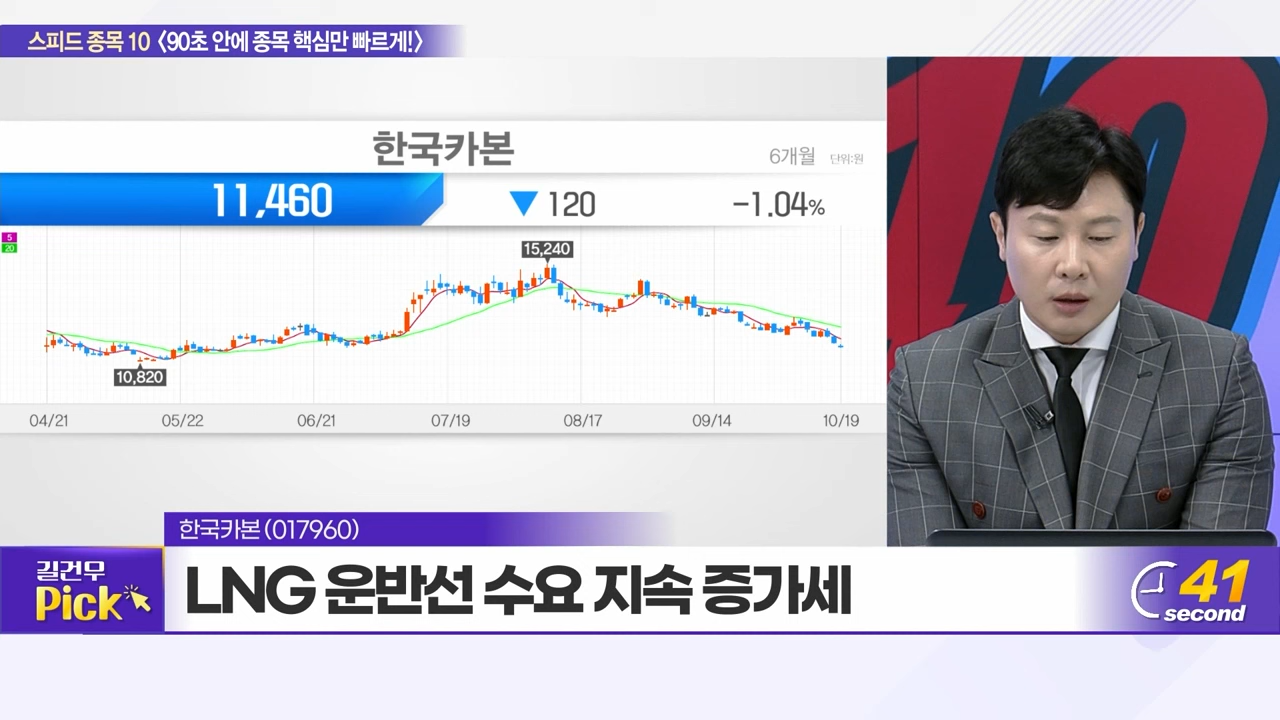 스피드 종목 10 〈90초 안에 종목 핵심만 빠르게!〉
한국카본
6개월 단위:원
11,460 ▼ 120 -1.04%
5
20
15,240
10,820
04/21 05/22 06/21 07/19 08/17 09/14 10/19
10
한국카본 (017960)
길건무
Pick
LNG 운반선 수요 지속 증가세
41
second